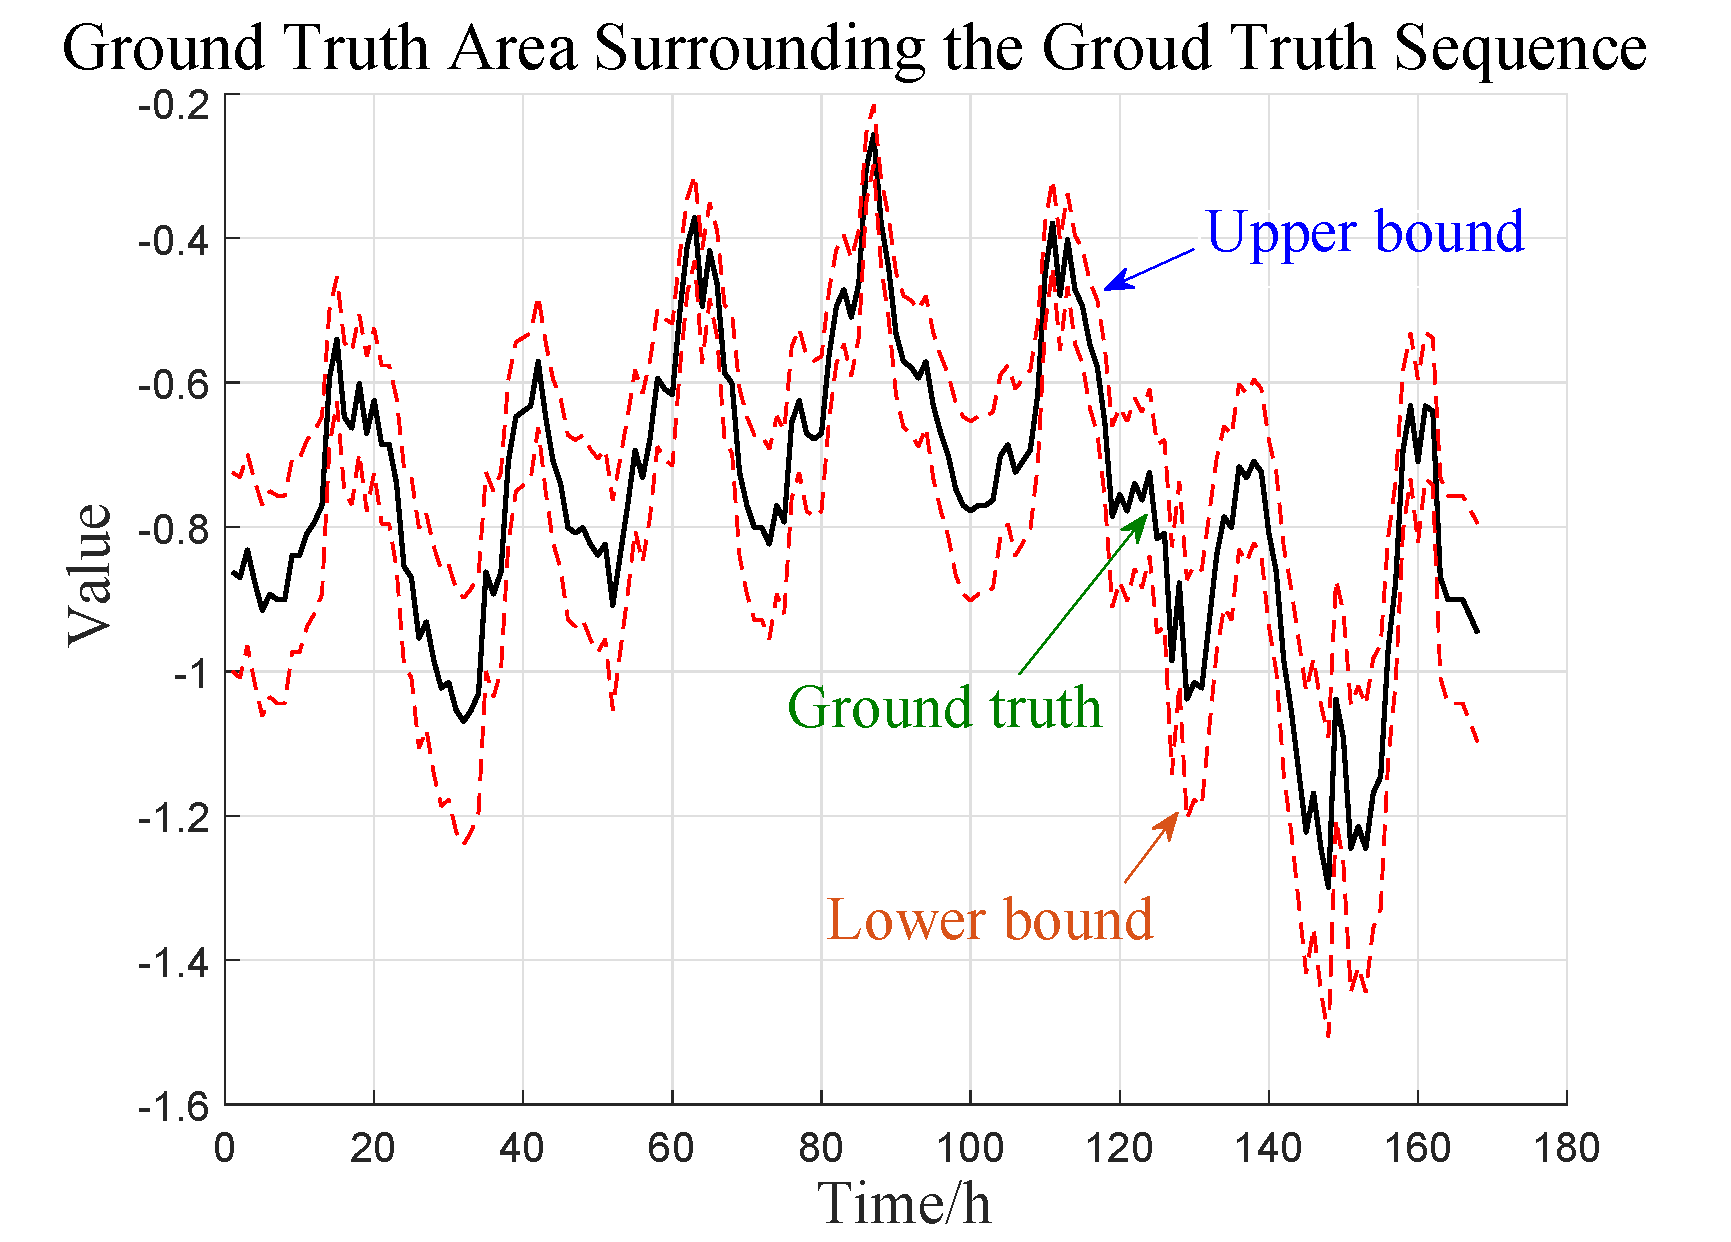 Ground Truth Area Surrounding the Groud Truth Sequence
-0.2
-0.4
-0.6
-0.8
-1
-1.2
-1.4
-1.6
Value
Upper bound
Ground truth
Lower bound
0 20 40 60 80 100 120 140 160 180
Time/h